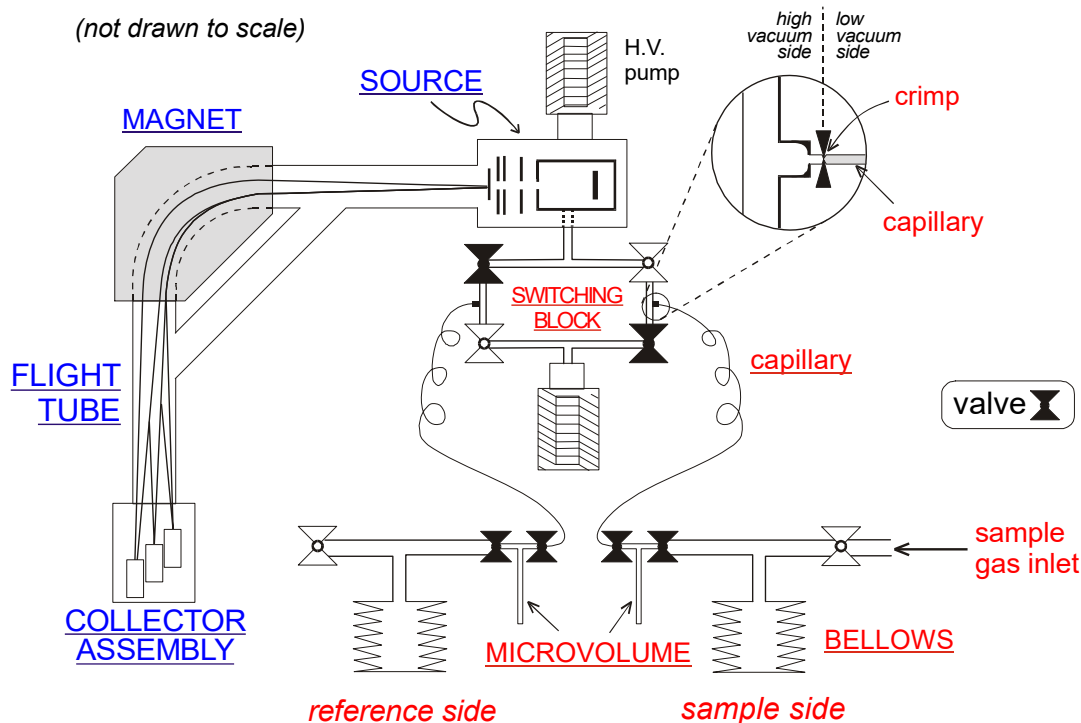 (not drawn to scale)
H.V.
pump
high
vacuum
side
low
vacuum
side
SOURCE
crimp
MAGNET
capillary
SWITCHING
BLOCK
capillary
FLIGHT
TUBE
valve
sample
gas inlet
COLLECTOR
ASSEMBLY
MICROVOLUME
BELLOWS
reference side
sample side